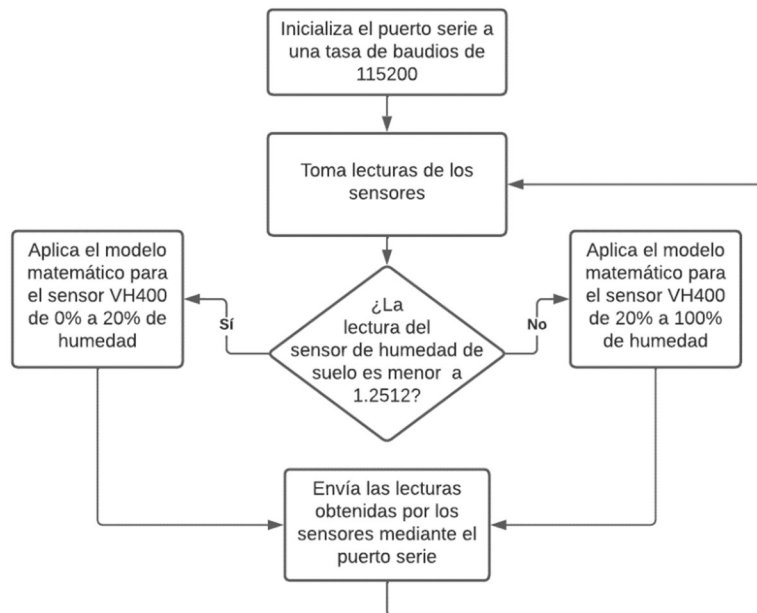 Inicializa el puerto serie a
una tasa de baudios de
115200
Toma lecturas de los
sensores
Aplica el modelo
matemático para
el sensor VH400
de 0% a 20% de
humedad
Sí
¿La
lectura del
sensor de humedad de
suelo es menor a
1.2512?
No
Aplica el modelo
matemático para
el sensor VH400
de 20% a 100%
de humedad
Envía las lecturas
obtenidas por los
sensores mediante el
puerto serie